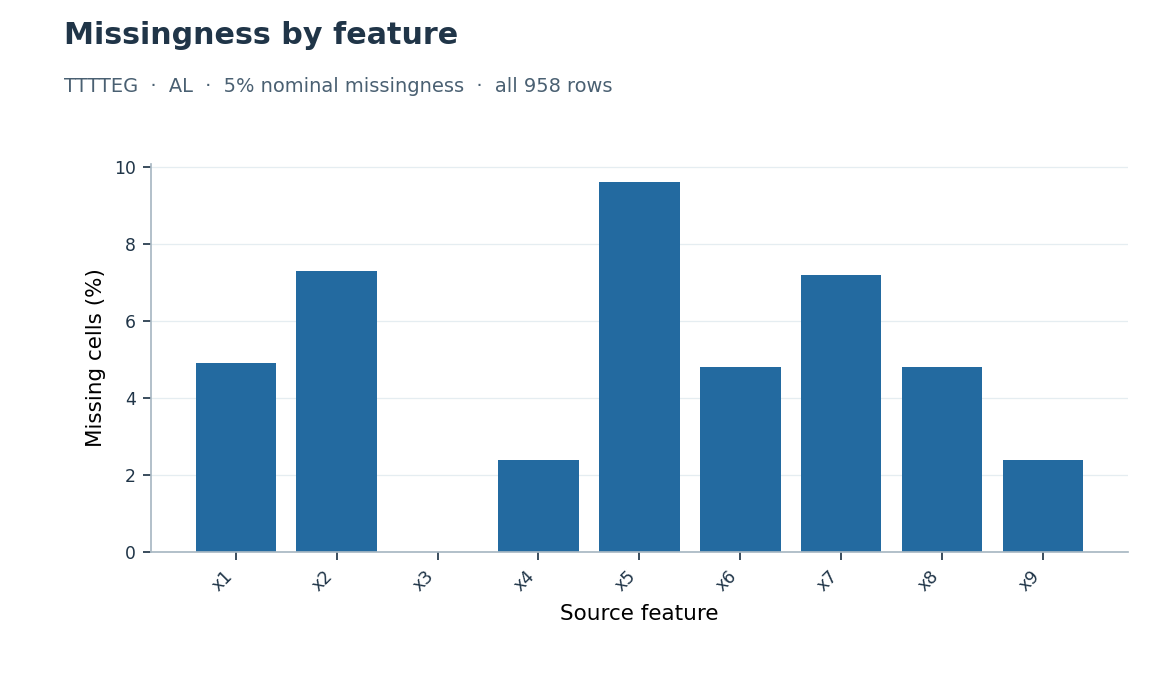 Missingness by feature
TTTTEG · AL · 5% nominal missingness · all 958 rows
10
8
6
4
2
0
Missing cells (%)
x1 x2 x3 x4 x5 x6 x7 x8 x9
Source feature